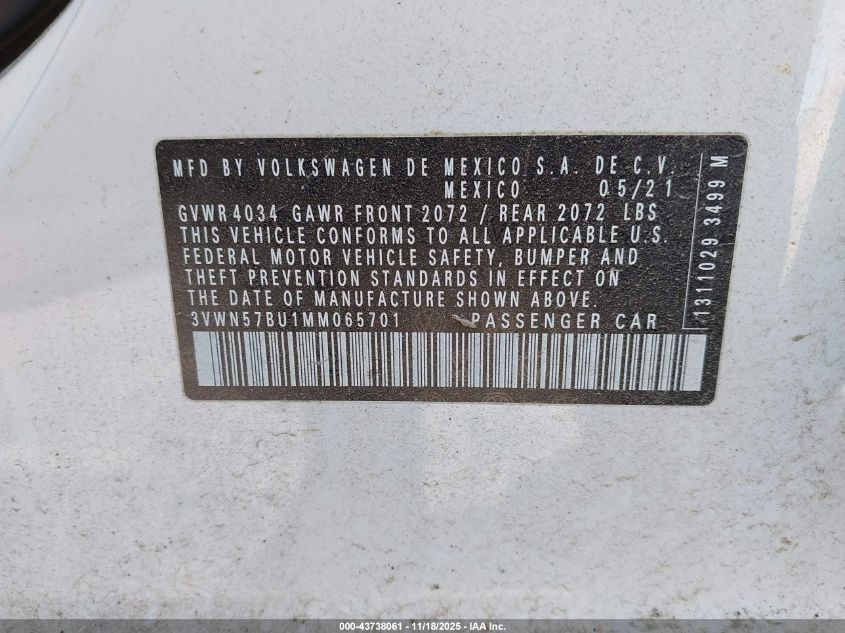 MFD BY VOLKSWAGEN DE MEXICO S.A. DE C.V.
MEXICO 05/21
GVWR 4034 GAWR FRONT 2072 / REAR 2072 LBS
THIS VEHICLE CONFORMS TO ALL APPLICABLE U.S.
FEDERAL MOTOR VEHICLE SAFETY, BUMPER AND
THEFT PREVENTION STANDARDS IN EFFECT ON
THE DATE OF MANUFACTURE SHOWN ABOVE.
3VWN57BU1MM065701 PASSENGER CAR
1311029 3499 M
000-43738061 - 11/18/2025 - IAA Inc.